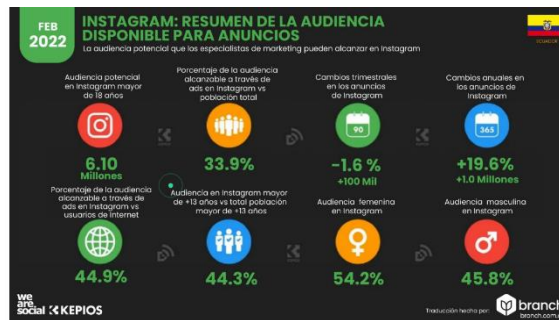 FEB
2022
INSTAGRAM: RESUMEN DE LA AUDIENCIA
DISPONIBLE PARA ANUNCIOS
La audiencia potencial que los especialistas de marketing pueden alcanzar en Instagram
ECUADOR
Audiencia potencial
en Instagram mayor
de 18 años
6.10
Millones
Porcentaje de la audiencia
alcanzable a través de
ads en Instagram vs
población total
33.9%
Cambios trimestrales
en los anuncios
de Instagram
90
-1.6 %
+100 Mil
Cambios anuales en
los anuncios de
Instagram
365
+19.6%
+1.0 Millones
Porcentaje de la audiencia
alcanzable a través de
ads en Instagram vs
usuarios de internet
44.9%
Audiencia en Instagram mayor
de +13 años vs total población
mayor de +13 años
44.3%
Audiencia femenina
en Instagram
54.2%
Audiencia masculina
en Instagram
45.8%
we
are.
social KEPIOS
Traducción hecha por:
branch
branch.com.